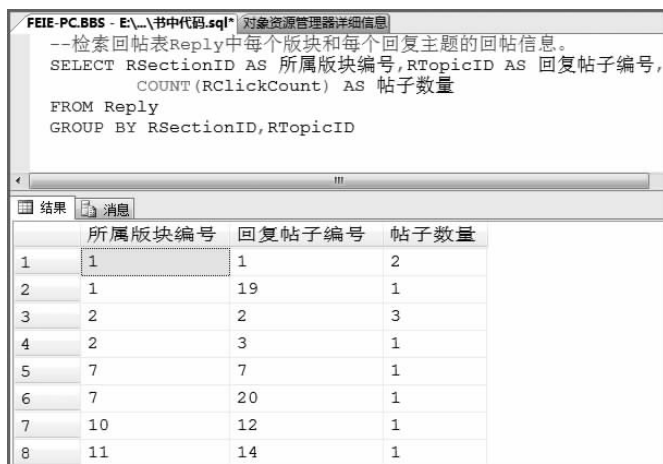 FEIE-PC.BBS - E:\...\书中代码.sql* 对象资源管理器详细信息
--检索回帖表Reply中每个版块和每个回复主题的回帖信息。
SELECT RSectionID AS 所属版块编号,RTopicID AS 回复帖子编号,
COUNT(RClickCount) AS 帖子数量
FROM Reply
GROUP BY RSectionID,RTopicID
结果 消息
所属版块编号 回复帖子编号 帖子数量
1 1 1 2
2 1 19 1
3 2 2 3
4 2 3 1
5 7 7 1
6 7 20 1
7 10 12 1
8 11 14 1